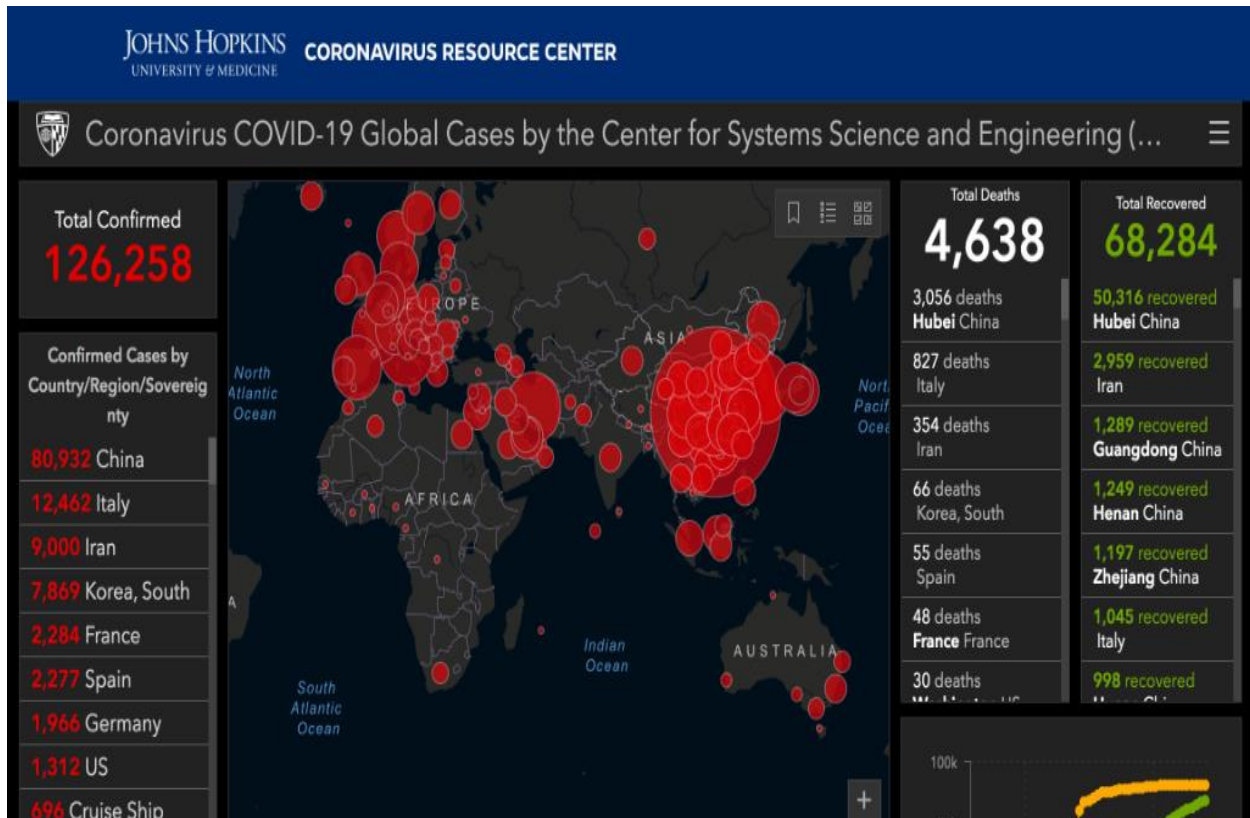 JOHNS HOPKINS
UNIVERSITY & MEDICINE
CORONAVIRUS RESOURCE CENTER
Coronavirus COVID-19 Global Cases by the Center for Systems Science and Engineering (...
Total Confirmed
126,258
Confirmed Cases by
Country/Region/Sovereig
nty
80,932 China
12,462 Italy
9,000 Iran
7,869 Korea, South
2,284 France
2,277 Spain
1,966 Germany
1,312 US
696 Cruise Ship
North
Atlantic
Ocean
EUROPE
ASIA
AFRICA
A
Nort
Pacif
Ocea
Indian
Ocean
AUSTRALIA
South
Atlantic
Ocean
+
Total Deaths
4,638
3,056 deaths
Hubei China
827 deaths
Italy
354 deaths
Iran
66 deaths
Korea, South
55 deaths
Spain
48 deaths
France France
30 deaths
Total Recovered
68,284
50,316 recovered
Hubei China
2,959 recovered
Iran
1,289 recovered
Guangdong China
1,249 recovered
Henan China
1,197 recovered
Zhejiang China
1,045 recovered
Italy
998 recovered
100k